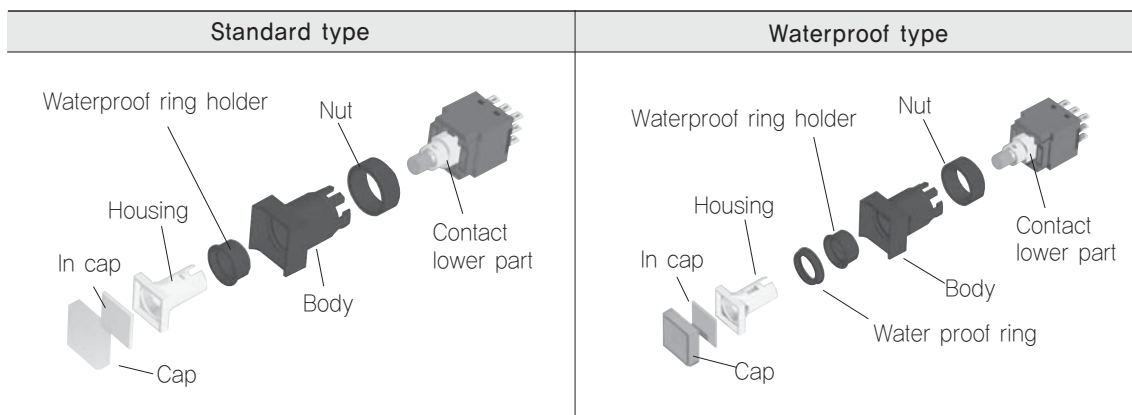 Standard type
Waterproof ring holder
Nut
Housing
In cap
Contact
lower part
Body
Cap
Waterproof type
Nut
Waterproof ring holder
Housing
Contact
lower part
In cap
Body
Water proof ring
Cap